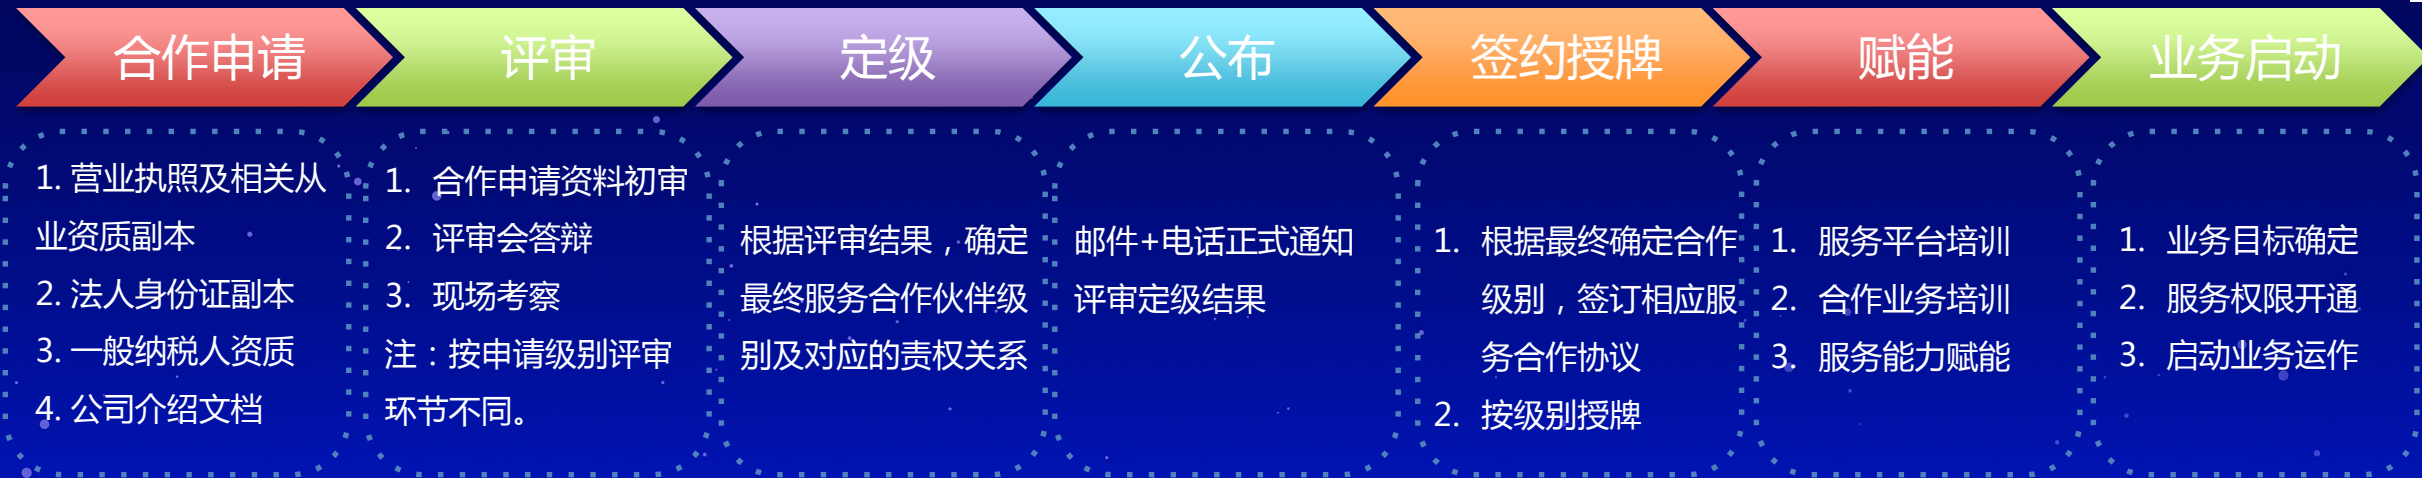 合作申请
评审
定级
公布
签约授牌
赋能
业务启动
1. 营业执照及相关从
业资质副本
2. 法人身份证副本
3. 一般纳税人资质
4. 公司介绍文档
1. 合作申请资料初审
2. 评审会答辩
3. 现场考察
注：按申请级别评审
环节不同。
根据评审结果，确定
最终服务合作伙伴级
别及对应的责权关系
邮件+电话正式通知
评审定级结果
1. 根据最终确定合作
级别，签订相应服
务合作协议
2. 按级别授牌
1. 服务平台培训
2. 合作业务培训
3. 服务能力赋能
1. 业务目标确定
2. 服务权限开通
3. 启动业务运作